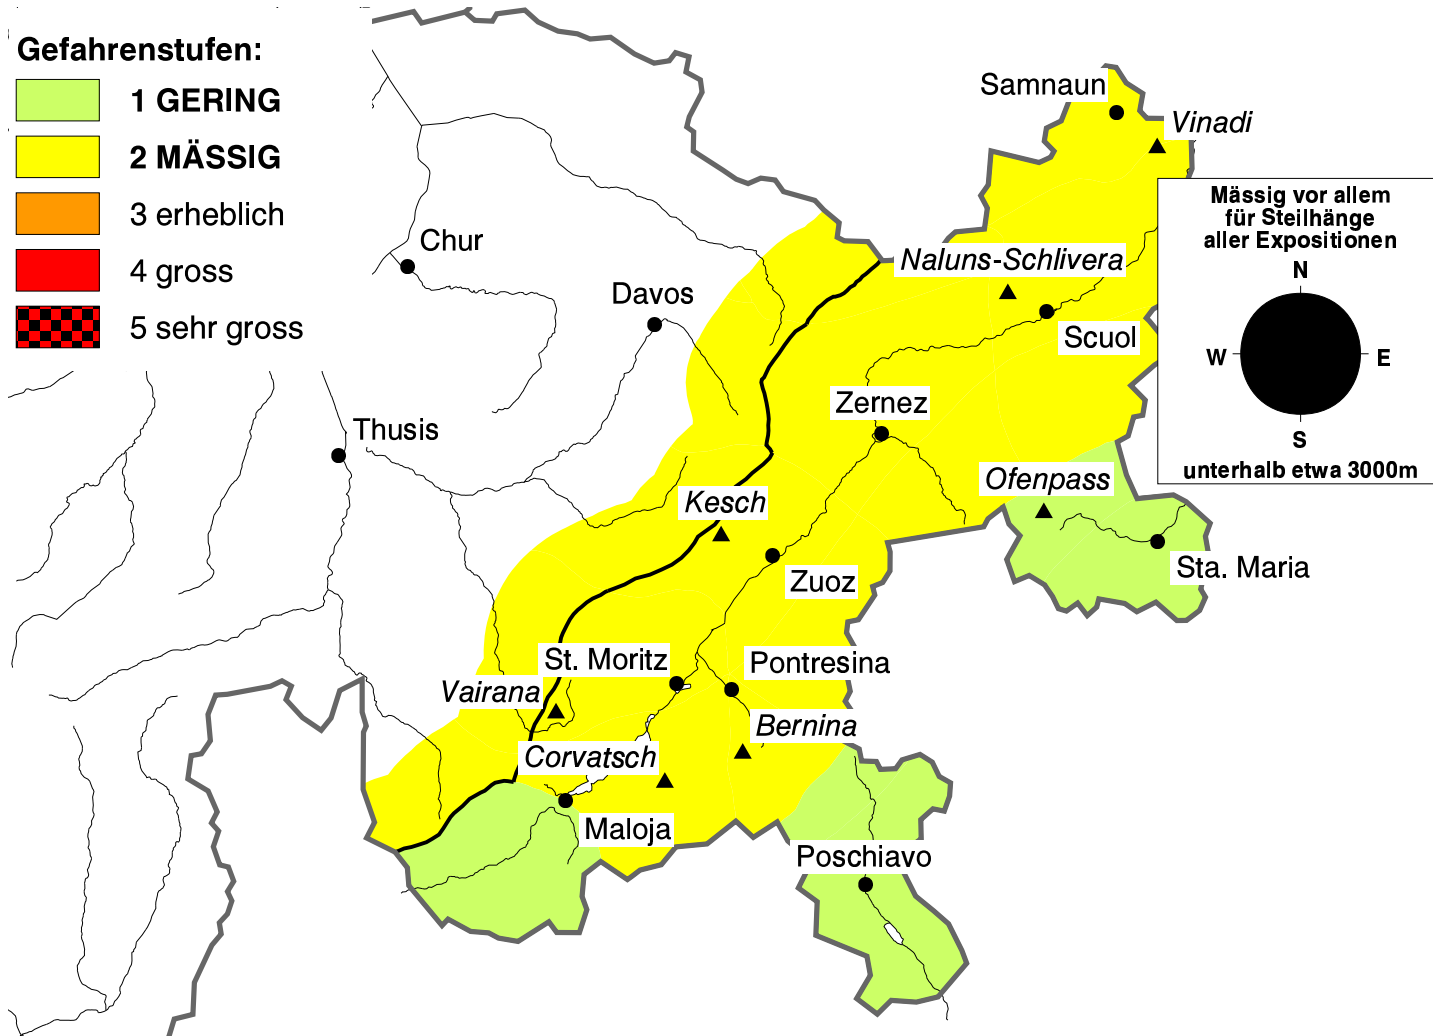 Gefahrenstufen:
1 GERING
2 MÄSSIG
3 erheblich
4 gross
5 sehr gross
Samnaun
Vinadi
Mässig vor allem
für Steilhänge
aller Expositionen
N
W
E
S
unterhalb etwa 3000m
Chur
Naluns-Schlivera
Davos
Scuol
Zernez
Thusis
Ofenpass
Kesch
Sta. Maria
Zuoz
St. Moritz
Pontresina
Vairana
Bernina
Corvatsch
Maloja
Poschiavo